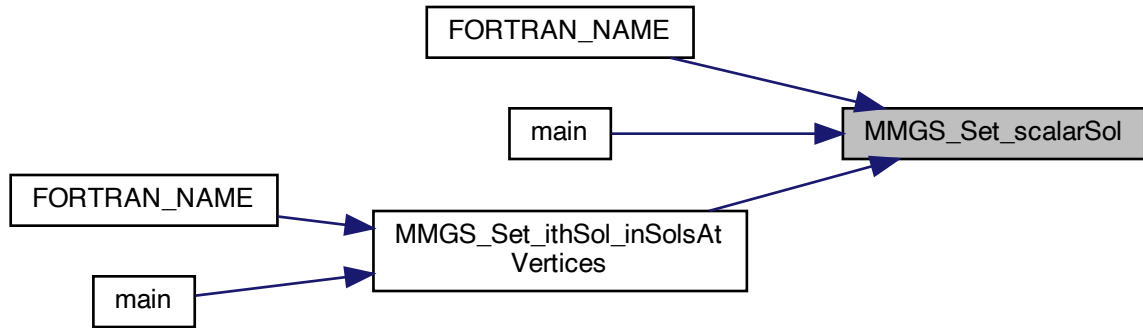 FORTRAN_NAME
main
MMGS_Set_scalarSol
FORTRAN_NAME
MMGS_Set_ithSol_inSolsAt
Vertices
main